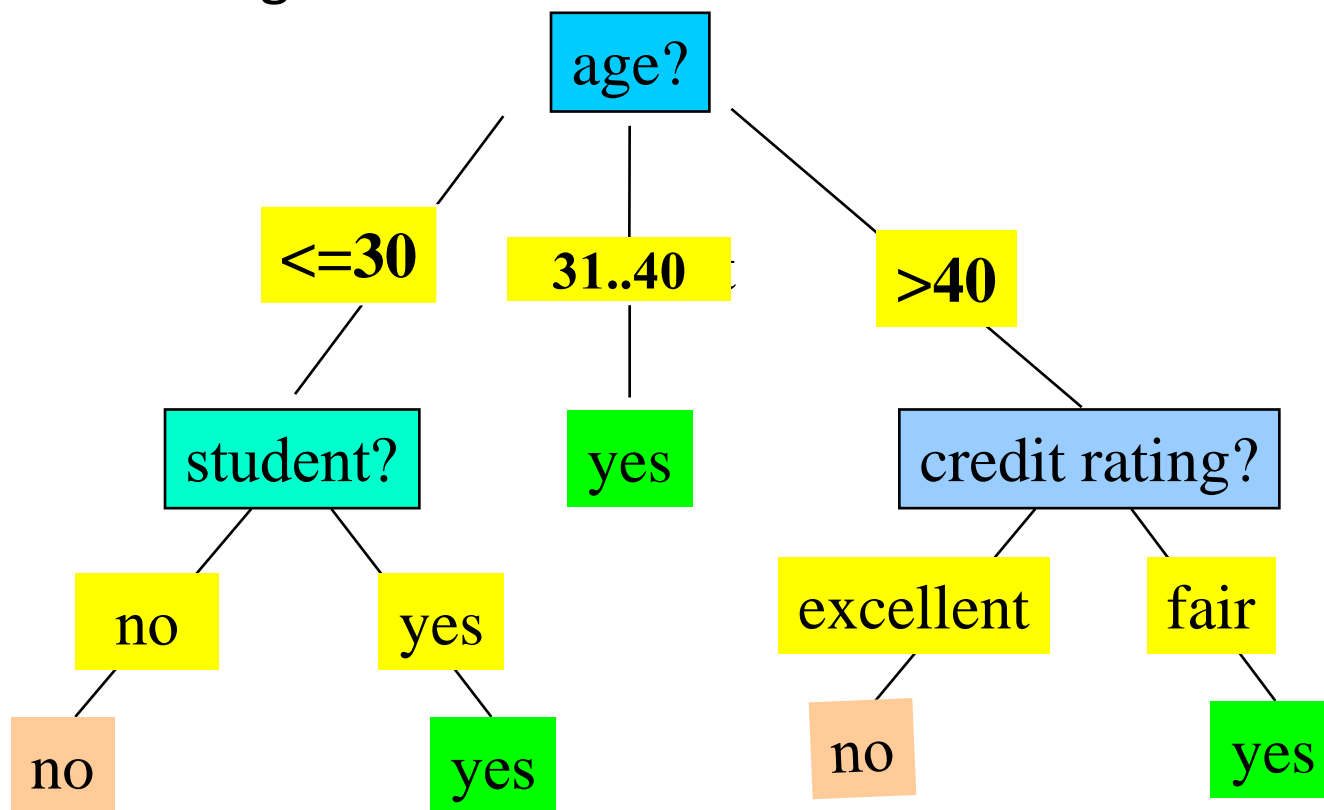 age?
<=30
31..40
>40
student?
yes
credit rating?
no
yes
excellent
fair
no
yes
no
yes